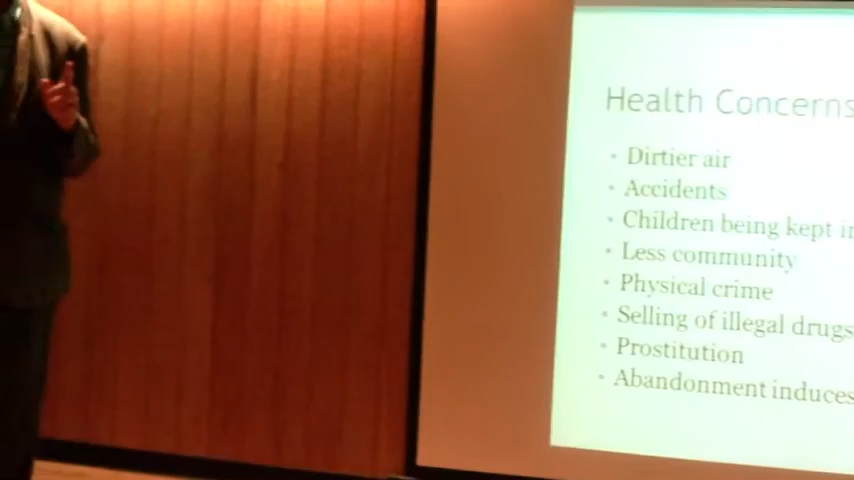 Health Concerns
• Dirtier air
• Accidents
• Children being kept
• Less community
• Physical crime
• Selling of illegal drugs
• Prostitution
• Abandonment induces